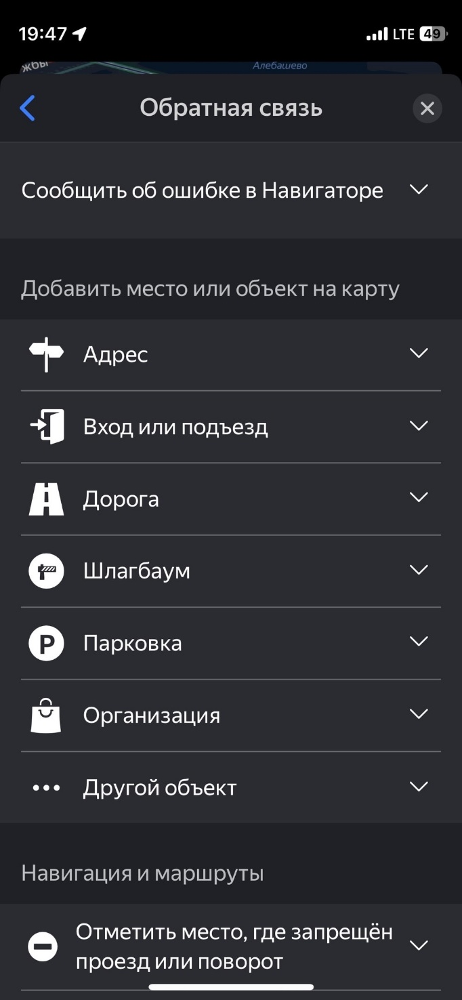 19:47
LTE 49
жбы
Алебашево
Обратная связь
Сообщить об ошибке в Навигаторе
Добавить место или объект на карту
Адрес
Вход или подъезд
Дорога
Шлагбаум
P Парковка
Организация
Другой объект
Навигация и маршруты
Отметить место, где запрещён
проезд или поворот